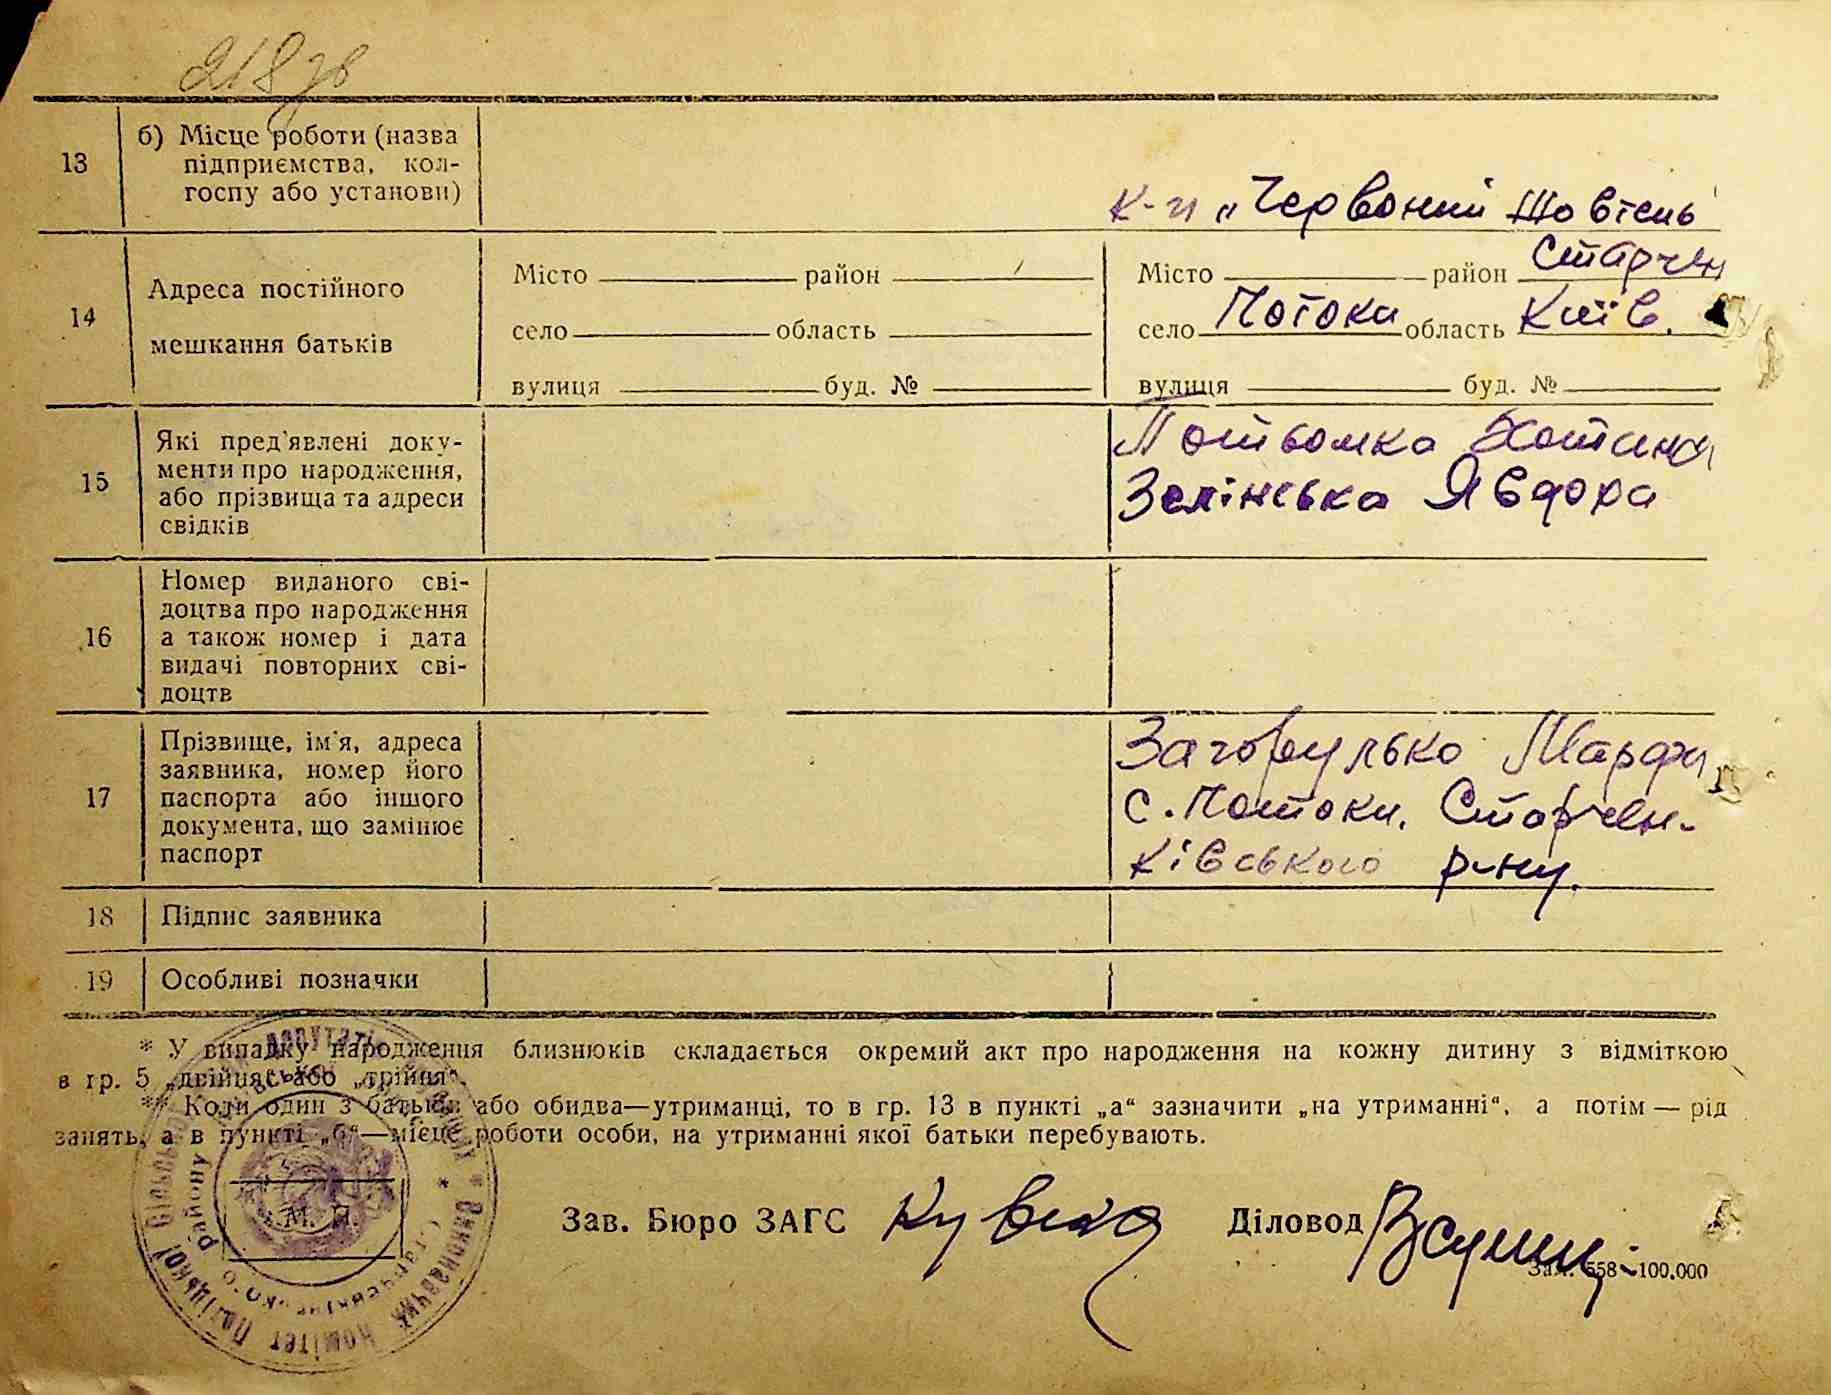 218зв
13 б) Місце роботи (назва
підприємства, кол-
госпу або установи)
к-п „Червоний Жовтень
14 Адреса постійного
мешкання батьків
Місто район
село область
вулиця буд. №
Місто район Старчен
село Потоки область Київ.
вулиця буд. №
15 Які пред'явлені доку-
менти про народження,
або прізвища та адреси
свідків
Хотина
Зелінська Явдоха
16 Номер виданого сві-
доцтва про народження
а також номер і дата
видачі повторних сві-
доцтв
17 Прізвище, ім'я, адреса
заявника, номер його
паспорта або іншого
документа, що замінює
паспорт
Загорулько Марфа
с. Потоки, Старчен-
ківського р-ну.
18 Підпис заявника
19 Особливі позначки
* У випадку народження близнюків складається окремий акт про народження на кожну дитину з відміткою
в гр. 5 „двійня“ або „трійня“.
** Коли один з батьків або обидва—утриманці, то в гр. 13 в пункті „а“ зазначити „на утриманні“, а потім — рід
занять, а в пункті „б“—місце роботи особи, на утриманні якої батьки перебувають.
М. П.
Зав. Бюро ЗАГС Діловод
Зам. 558—100.000